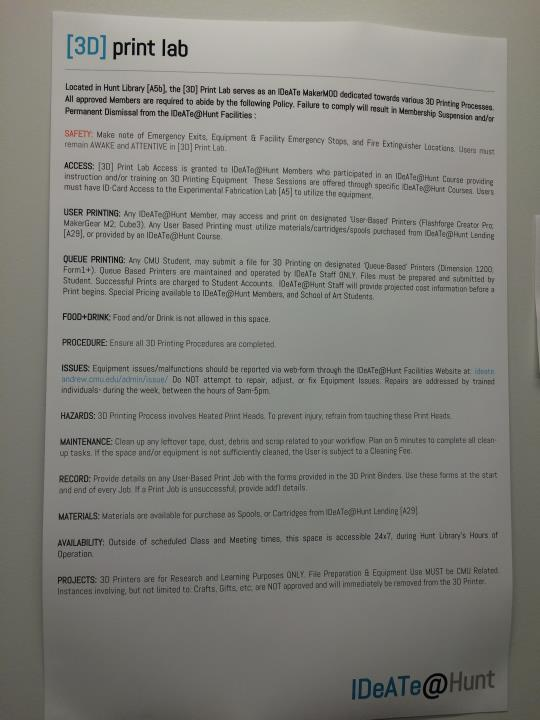 [3D] print lab
Located in Hunt Library [A5b], the [3D] Print Lab serves as an IDeATe MakerMOD dedicated towards various 3D Printing Processes.
All approved Members are required to abide by the following Policy. Failure to comply will result in Membership Suspension and/or
Permanent Dismissal from the IDeATe@Hunt Facilities :
SAFETY: Make note of Emergency Exits, Equipment & Facility Emergency Stops, and Fire Extinguisher Locations. Users must
remain AWAKE and ATTENTIVE in [3D] Print Lab.
ACCESS: [3D] Print Lab Access is granted to IDeATe@Hunt Members who participated in an IDeATe@Hunt Course providing
instruction and/or training on 3D Printing Equipment. These Sessions are offered through specific IDeATe@Hunt Courses. Users
must have ID-Card Access to the Experimental Fabrication Lab [A5] to utilize the equipment.
USER PRINTING: Any IDeATe@Hunt Member, may access and print on designated 'User-Based' Printers (Flashforge Creator Pro;
MakerGear M2; Cube3). Any User Based Printing must utilize materials/cartridges/spools purchased from IDeATe@Hunt Lending
[A29], or provided by an IDeATe@Hunt Course.
QUEUE PRINTING: Any CMU Student, may submit a file for 3D Printing on designated 'Queue-Based' Printers (Dimension 1200;
Form1+). Queue Based Printers are maintained and operated by IDeATe Staff ONLY. Files must be prepared and submitted by
Student. Successful Prints are charged to Student Accounts. IDeATe@Hunt Staff will provide projected cost information before a
Print begins. Special Pricing available to IDeATe@Hunt Members, and School of Art Students.
FOOD+DRINK: Food and/or Drink is not allowed in this space.
PROCEDURE: Ensure all 3D Printing Procedures are completed.
ISSUES: Equipment issues/malfunctions should be reported via web-form through the IDeATe@Hunt Facilities Website at: ideate.
andrew.cmu.edu/admin/issue/ Do NOT attempt to repair, adjust, or fix Equipment Issues. Repairs are addressed by trained
individuals- during the week, between the hours of 9am-5pm.
HAZARDS: 3D Printing Process involves Heated Print Heads. To prevent injury, refrain from touching these Print Heads.
MAINTENANCE: Clean up any leftover tape, dust, debris and scrap related to your workflow. Plan on 5 minutes to complete all clean-
up tasks. If the space and/or equipment is not sufficiently cleaned, the User is subject to a Cleaning Fee.
RECORD: Provide details on any User-Based Print Job with the forms provided in the 3D Print Binders. Use these forms at the start
and end of every Job. If a Print Job is unsuccessful, provide add'l details.
MATERIALS: Materials are available for purchase as Spools, or Cartridges from IDeATe@Hunt Lending [A29].
AVAILABILITY: Outside of scheduled Class and Meeting times, this space is accessible 24x7, during Hunt Library's Hours of
Operation.
PROJECTS: 3D Printers are for Research and Learning Purposes ONLY. File Preparation & Equipment Use MUST be CMU Related.
Instances involving, but not limited to: Crafts, Gifts, etc, are NOT approved and will immediately be removed from the 3D Printer.
IDeATe@Hunt